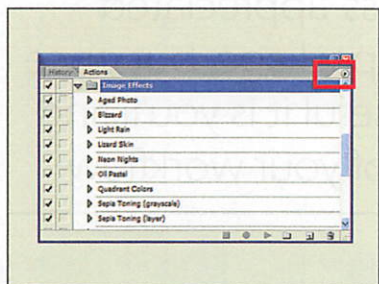 History Actions
Image Effects
Aged Photo
Blizzard
Light Rain
Lizard Skin
Neon Nights
Oil Pastel
Quadrant Colors
Sepia Toning (grayscale)
Sepia Toning (layer)